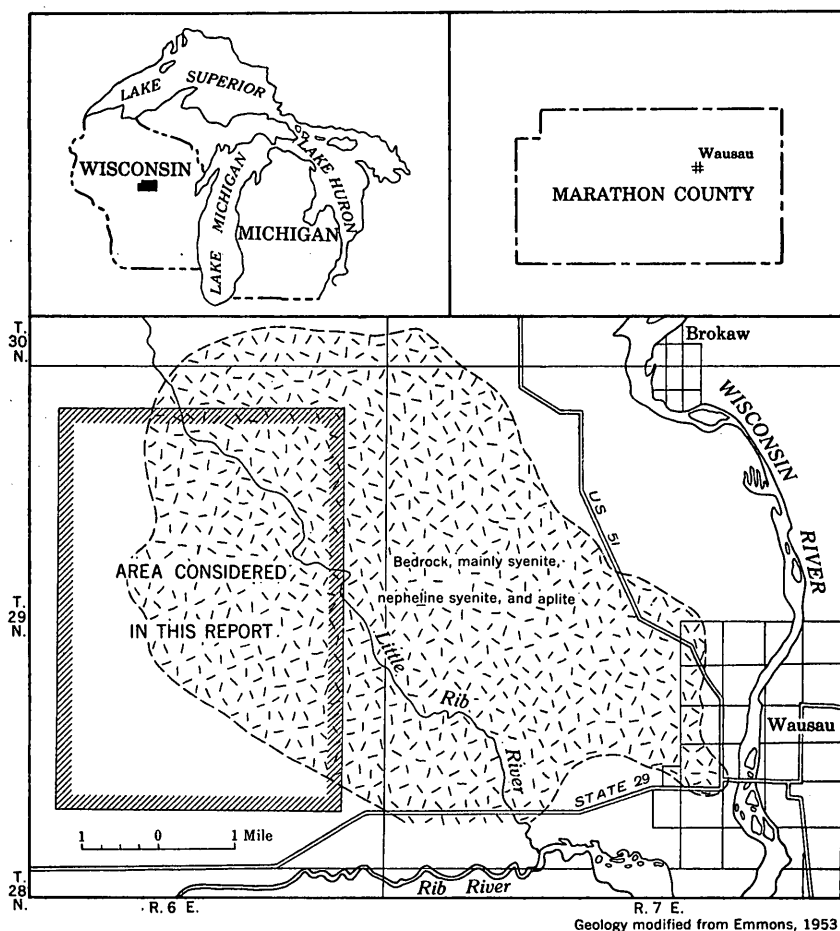 LAKE SUPERIOR
WISCONSIN
LAKE MICHIGAN
LAKE HURON
MICHIGAN
Wausau
MARATHON COUNTY
T.
30
N.
Brokaw
WISCONSIN RIVER
US 51
AREA CONSIDERED
IN THIS REPORT
Bedrock, mainly syenite,
nepheline syenite, and aplite
T.
29
N.
Little Rib River
Wausau
STATE 29
1 0 1 Mile
T.
28
N.
Rib River
R. 6 E.
R. 7 E.
Geology modified from Emmons, 1953